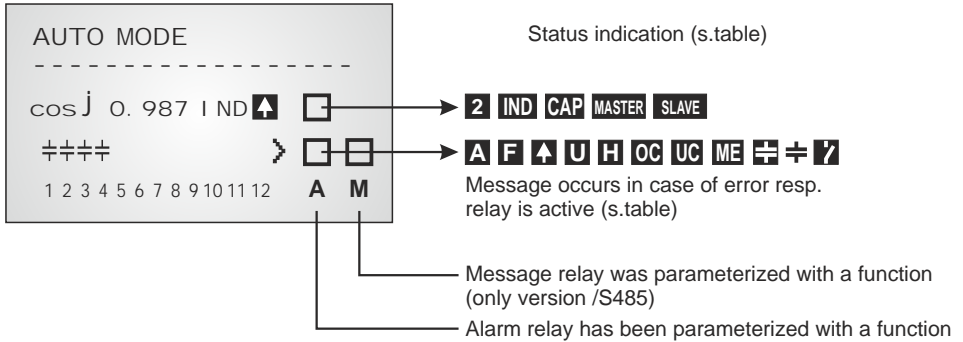 AUTO MODE
Status indication (s.table)
cos j 0. 987 I ND
2 IND CAP MASTER SLAVE
A F U H OC UC ME
1 2 3 4 5 6 7 8 9 10 11 12 A M
Message occurs in case of error resp.
relay is active (s.table)
Message relay was parameterized with a function
(only version /S485)
Alarm relay has been parameterized with a function